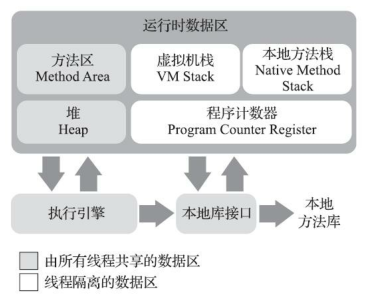 运行时数据区
方法区
Method Area
虚拟机栈
VM Stack
本地方法栈
Native Method
Stack
堆
Heap
程序计数器
Program Counter Register
执行引擎
本地库接口
本地
方法库
由所有线程共享的数据区
线程隔离的数据区